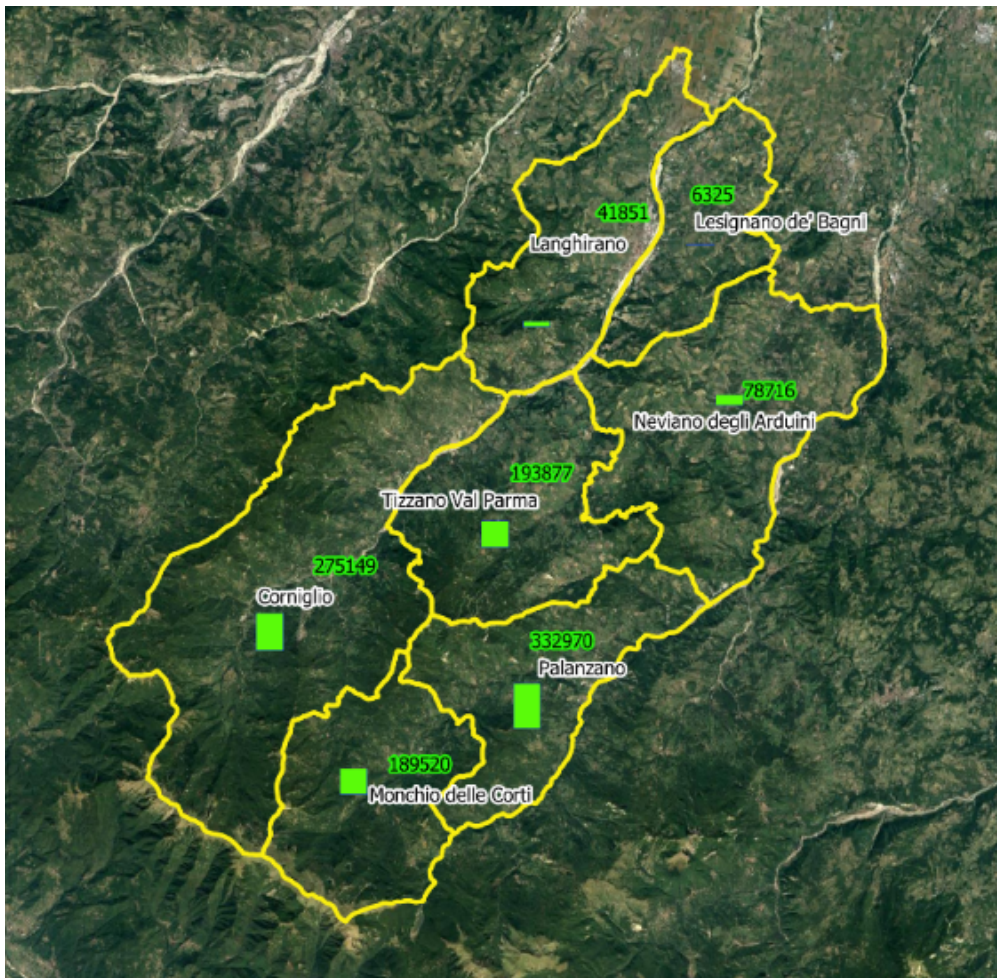 6325
41851
Lesignano de' Bagni
Langhirano
78716
Neviano degli Arduini
193877
Tizzano Val Parma
275149
Corniglio
332970
Palanzano
189520
Monchio delle Corti